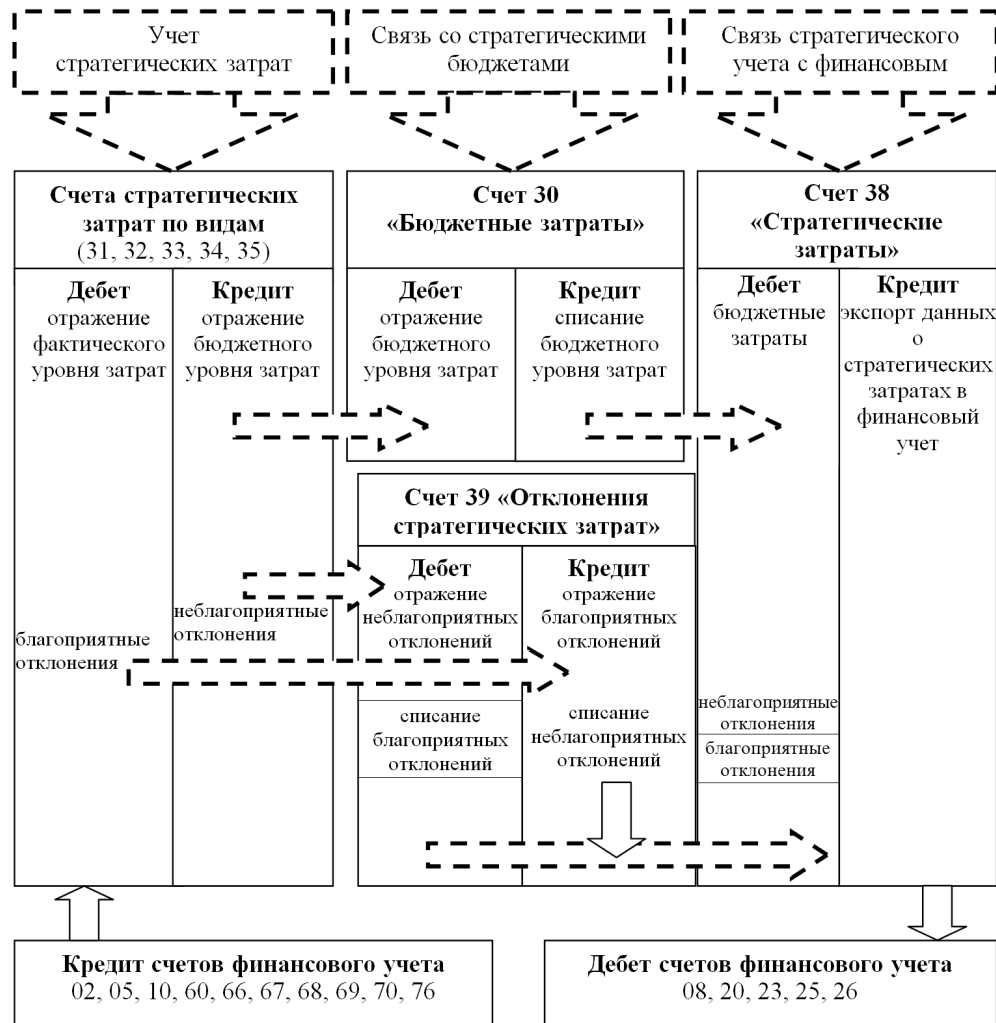 Учет
стратегических затрат
Связь со стратегическими
бюджетами
Связь стратегического
учета с финансовым
Счета стратегических
затрат по видам
(31, 32, 33, 34, 35)
Дебет
отражение
фактического
уровня затрат
благоприятные
отклонения
Кредит
отражение
бюджетного
уровня затрат
неблагоприятные
отклонения
Счет 30
«Бюджетные затраты»
Дебет
отражение
бюджетного
уровня затрат
Кредит
списание
бюджетного
уровня затрат
Счет 39 «Отклонения
стратегических затрат»
Дебет
отражение
неблагоприятных
отклонений
списание
благоприятных
отклонений
Кредит
отражение
благоприятных
отклонений
списание
неблагоприятных
отклонений
Счет 38
«Стратегические
затраты»
Дебет
бюджетные
затраты
неблагоприятные
отклонения
благоприятные
отклонения
Кредит
экспорт данных
о
стратегических
затратах в
финансовый
учет
Кредит счетов финансового учета
02, 05, 10, 60, 66, 67, 68, 69, 70, 76
Дебет счетов финансового учета
08, 20, 23, 25, 26